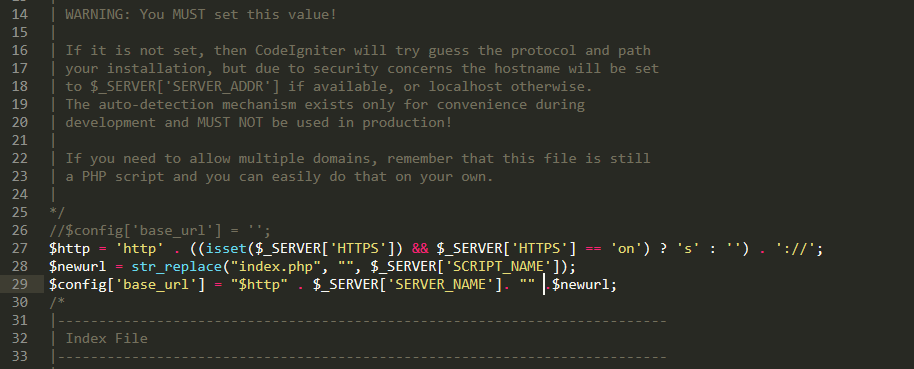 14 | WARNING: You MUST set this value!
15 |
16 | If it is not set, then CodeIgniter will try guess the protocol and path
17 | your installation, but due to security concerns the hostname will be set
18 | to $_SERVER['SERVER_ADDR'] if available, or localhost otherwise.
19 | The auto-detection mechanism exists only for convenience during
20 | development and MUST NOT be used in production!
21 |
22 | If you need to allow multiple domains, remember that this file is still
23 | a PHP script and you can easily do that on your own.
24 |
25 */
26 //$config['base_url'] = '';
27 $http = 'http' . ((isset($_SERVER['HTTPS']) && $_SERVER['HTTPS'] == 'on') ? 's' : '') . '://';
28 $newurl = str_replace("index.php", "", $_SERVER['SCRIPT_NAME']);
29 $config['base_url'] = "$http" . $_SERVER['SERVER_NAME']. "" .$newurl;
30 /*
31 |--------------------------------------------------------------------------
32 | Index File
33 |--------------------------------------------------------------------------